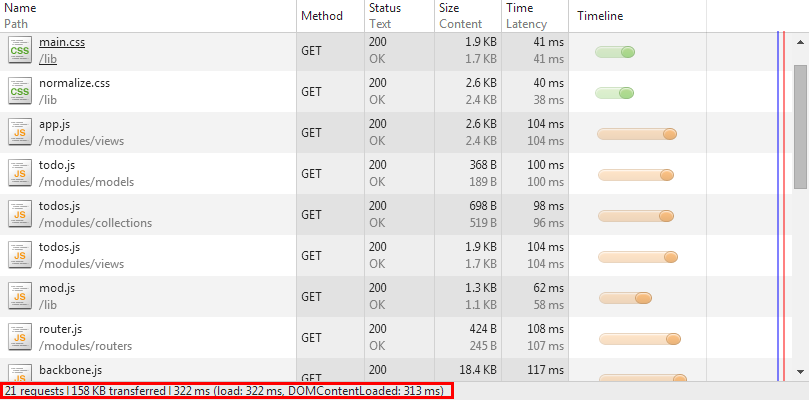 Name Method Status Size Time Timeline
Path Text Content Latency
main.css GET 200 1.9 KB 41 ms
CSS /lib OK 1.7 KB 41 ms
normalize.css GET 200 2.6 KB 40 ms
CSS /lib OK 2.4 KB 38 ms
app.js GET 200 2.6 KB 104 ms
JS /modules/views OK 2.4 KB 104 ms
todo.js GET 200 368 B 100 ms
JS /modules/models OK 189 B 100 ms
todos.js GET 200 698 B 98 ms
JS /modules/collections OK 519 B 96 ms
todos.js GET 200 1.9 KB 104 ms
JS /modules/views OK 1.7 KB 104 ms
mod.js GET 200 1.3 KB 62 ms
JS /lib OK 1.1 KB 58 ms
router.js GET 200 424 B 108 ms
JS /modules/routers OK 245 B 107 ms
backbone.js GET 200 18.4 KB 117 ms
21 requests | 158 KB transferred | 322 ms (load: 322 ms, DOMContentLoaded: 313 ms)